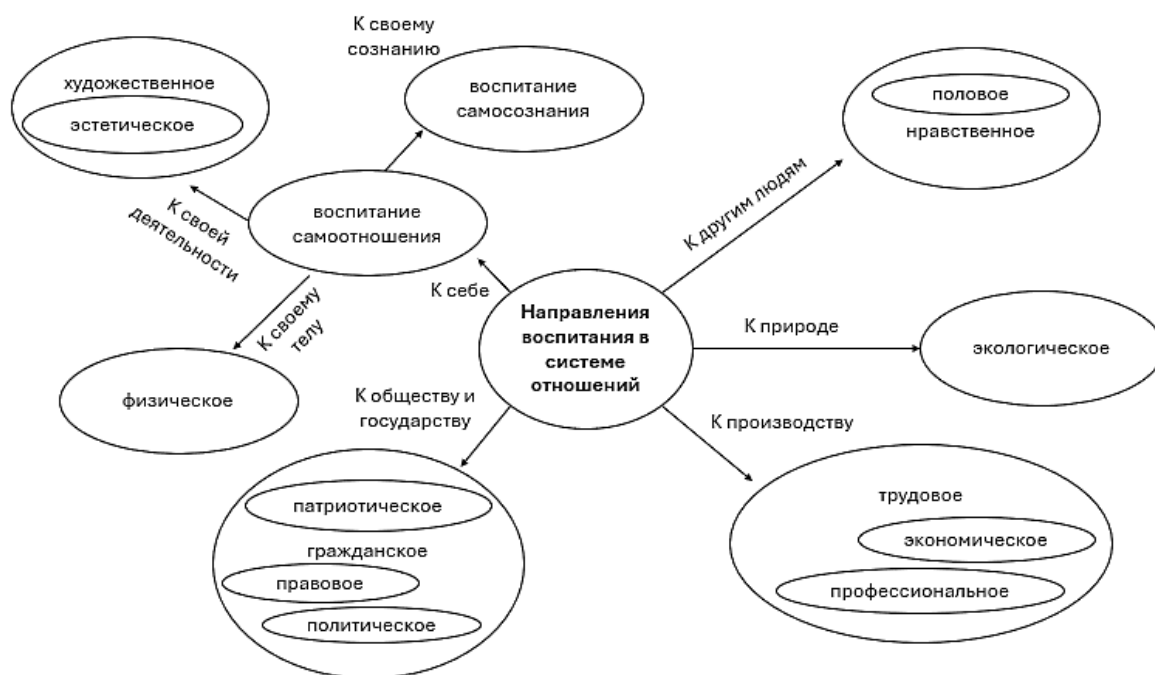 К своему
сознанию
воспитание
самосознания
художественное
эстетическое
половое
нравственное
К другим людям
воспитание
самоотношения
К своей
деятельности
К себе
К своему
телу
физическое
Направления
воспитания в
системе
отношений
К природе
экологическое
К обществу и
государству
К производству
патриотическое
гражданское
правовое
политическое
трудовое
экономическое
профессиональное